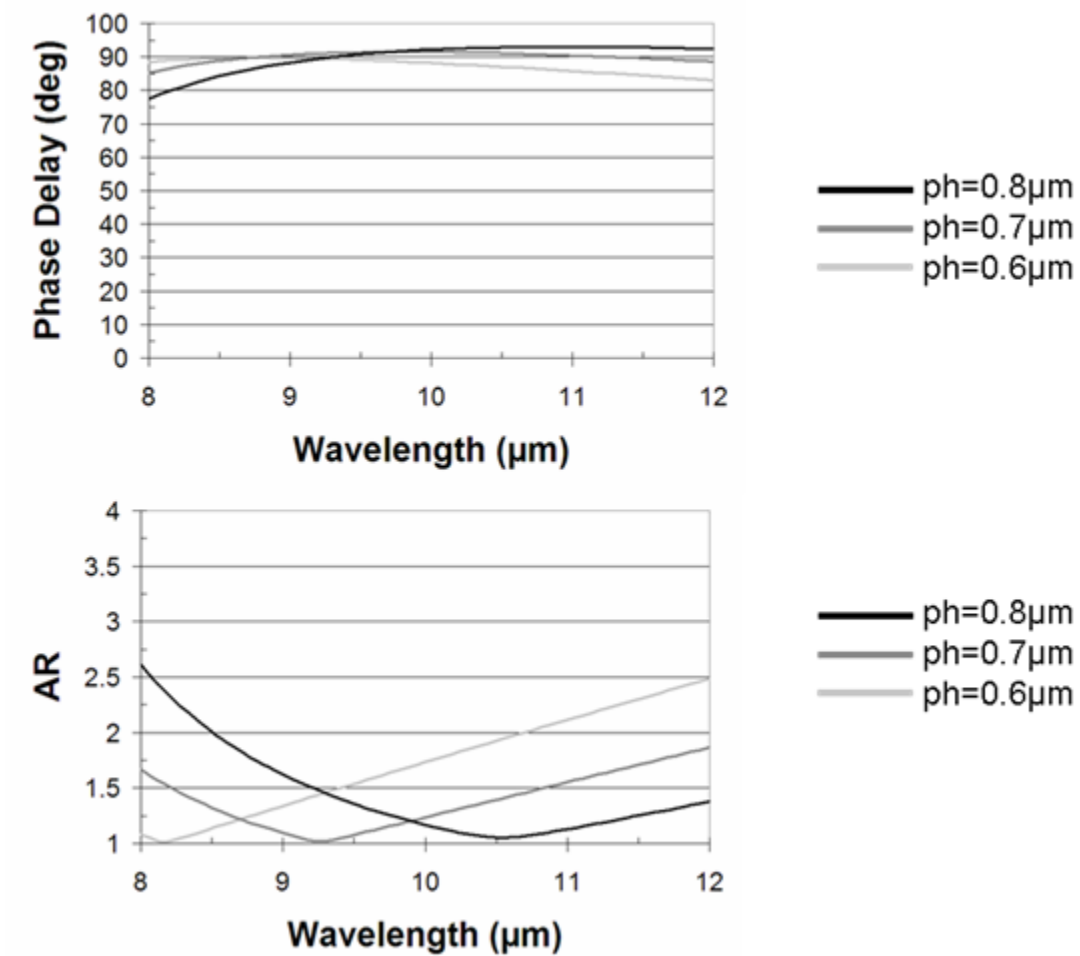 100
90
80
70
60
50
40
30
20
10
0
Phase Delay (deg)
8 9 10 11 12
Wavelength (µm)
ph=0.8µm
ph=0.7µm
ph=0.6µm
4
3.5
3
2.5
2
1.5
1
AR
8 9 10 11 12
Wavelength (µm)
ph=0.8µm
ph=0.7µm
ph=0.6µm